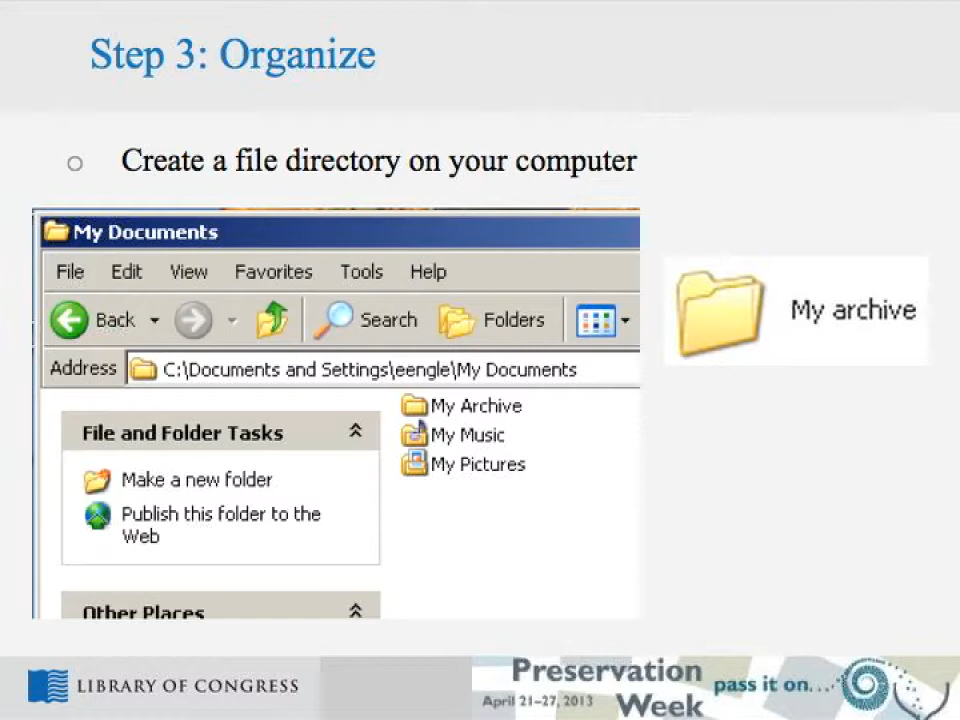 Step 3: Organize
○ Create a file directory on your computer
My Documents
File Edit View Favorites Tools Help
Back Search Folders
Address C:\Documents and Settings\eengle\My Documents
My archive
File and Folder Tasks
Make a new folder
Publish this folder to the
Web
Other Places
My Archive
My Music
My Pictures
LIBRARY OF CONGRESS
Preservation
April 21-27, 2013 Week
pass it on...